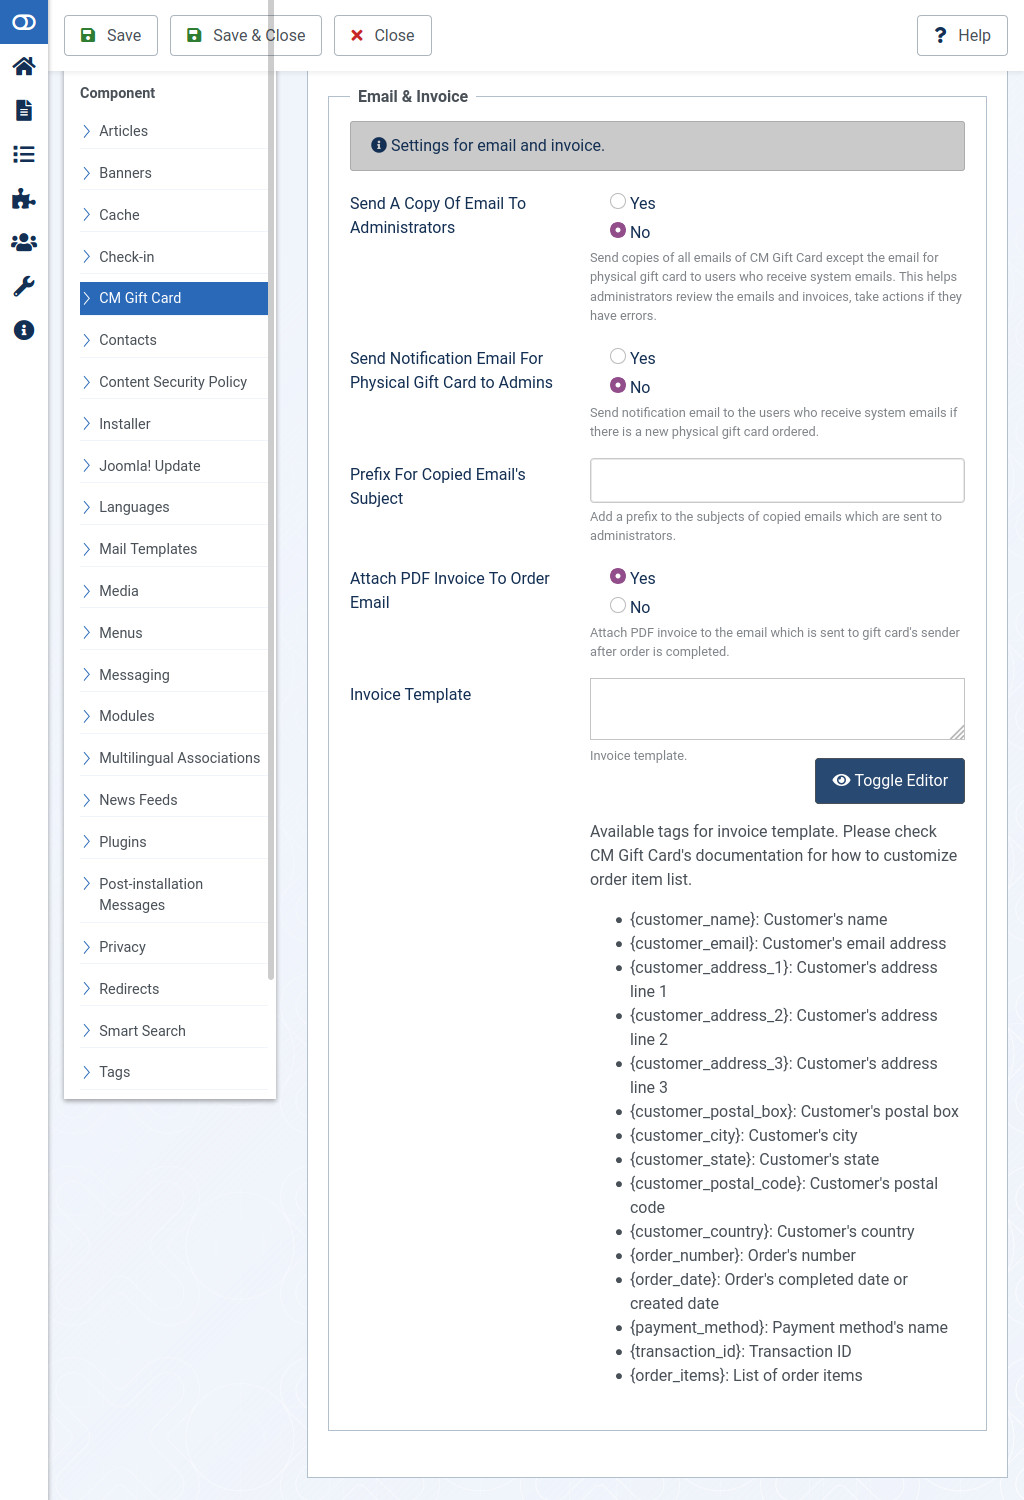 Save
Save & Close
Close
Help
Component
Articles
Banners
Cache
Check-in
CM Gift Card
Contacts
Content Security Policy
Installer
Joomla! Update
Languages
Mail Templates
Media
Menus
Messaging
Modules
Multilingual Associations
News Feeds
Plugins
Post-installation
Messages
Privacy
Redirects
Smart Search
Tags
Email & Invoice
Settings for email and invoice.
Send A Copy Of Email To
Administrators
Yes
No
Send copies of all emails of CM Gift Card except the email for
physical gift card to users who receive system emails. This helps
administrators review the emails and invoices, take actions if they
have errors.
Send Notification Email For
Physical Gift Card to Admins
Yes
No
Send notification email to the users who receive system emails if
there is a new physical gift card ordered.
Prefix For Copied Email's
Subject
Add a prefix to the subjects of copied emails which are sent to
administrators.
Attach PDF Invoice To Order
Email
Yes
No
Attach PDF invoice to the email which is sent to gift card's sender
after order is completed.
Invoice Template
Invoice template.
Toggle Editor
Available tags for invoice template. Please check
CM Gift Card's documentation for how to customize
order item list.
• {customer_name}: Customer's name
• {customer_email}: Customer's email address
• {customer_address_1}: Customer's address
line 1
• {customer_address_2}: Customer's address
line 2
• {customer_address_3}: Customer's address
line 3
• {customer_postal_box}: Customer's postal box
• {customer_city}: Customer's city
• {customer_state}: Customer's state
• {customer_postal_code}: Customer's postal
code
• {customer_country}: Customer's country
• {order_number}: Order's number
• {order_date}: Order's completed date or
created date
• {payment_method}: Payment method's name
• {transaction_id}: Transaction ID
• {order_items}: List of order items